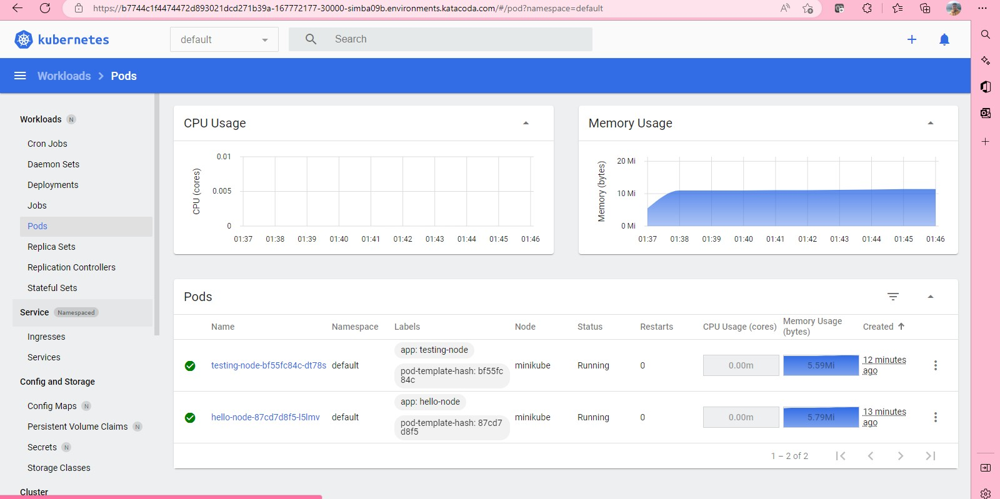 https://b7744c1f4474472d893021dcd271b39a-167772177-30000-simba09b.environments.katacoda.com/#/pod?namespace=default
kubernetes
default
Search
Workloads > Pods
Workloads N
Cron Jobs
Daemon Sets
Deployments
Jobs
Pods
Replica Sets
Replication Controllers
Stateful Sets
Service Namespaced
Ingresses
Services
Config and Storage
Config Maps N
Persistent Volume Claims N
Secrets N
Storage Classes
Cluster
CPU Usage
CPU (cores)
0.01
0.005
0
01:37 01:38 01:39 01:40 01:41 01:42 01:43 01:44 01:45 01:46
Memory Usage
Memory (bytes)
20 Mi
10 Mi
0 Mi
01:37 01:38 01:39 01:40 01:41 01:42 01:43 01:44 01:45 01:46
Pods
Name Namespace Labels Node Status Restarts CPU Usage (cores) Memory Usage (bytes) Created
testing-node-bf55fc84c-dt78s default
app: testing-node
pod-template-hash: bf55fc
84c
minikube Running 0 0.00m 5.59Mi
12 minutes
ago
hello-node-87cd7d8f5-l5lmv default
app: hello-node
pod-template-hash: 87cd7
d8f5
minikube Running 0 0.00m 5.79Mi
13 minutes
ago
1 – 2 of 2